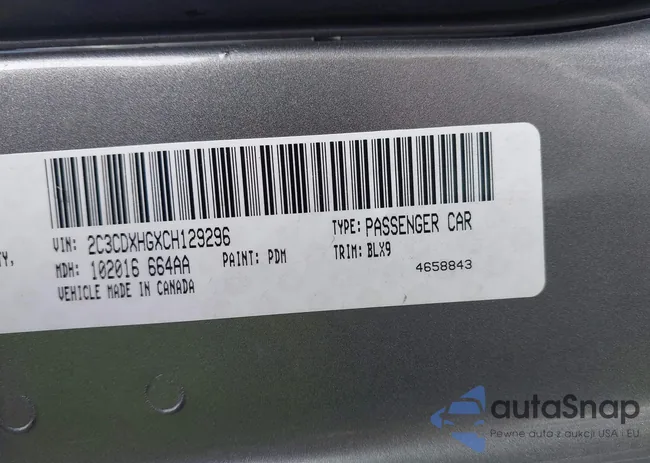 VIN: 2C3CDXHGXCH129296
TYPE: PASSENGER CAR
TY,
MDH: 102016 664AA
PAINT: PDM
TRIM: BLX9
VEHICLE MADE IN CANADA
4658843
autaSnap
Pewne auta z aukcji USA i EU